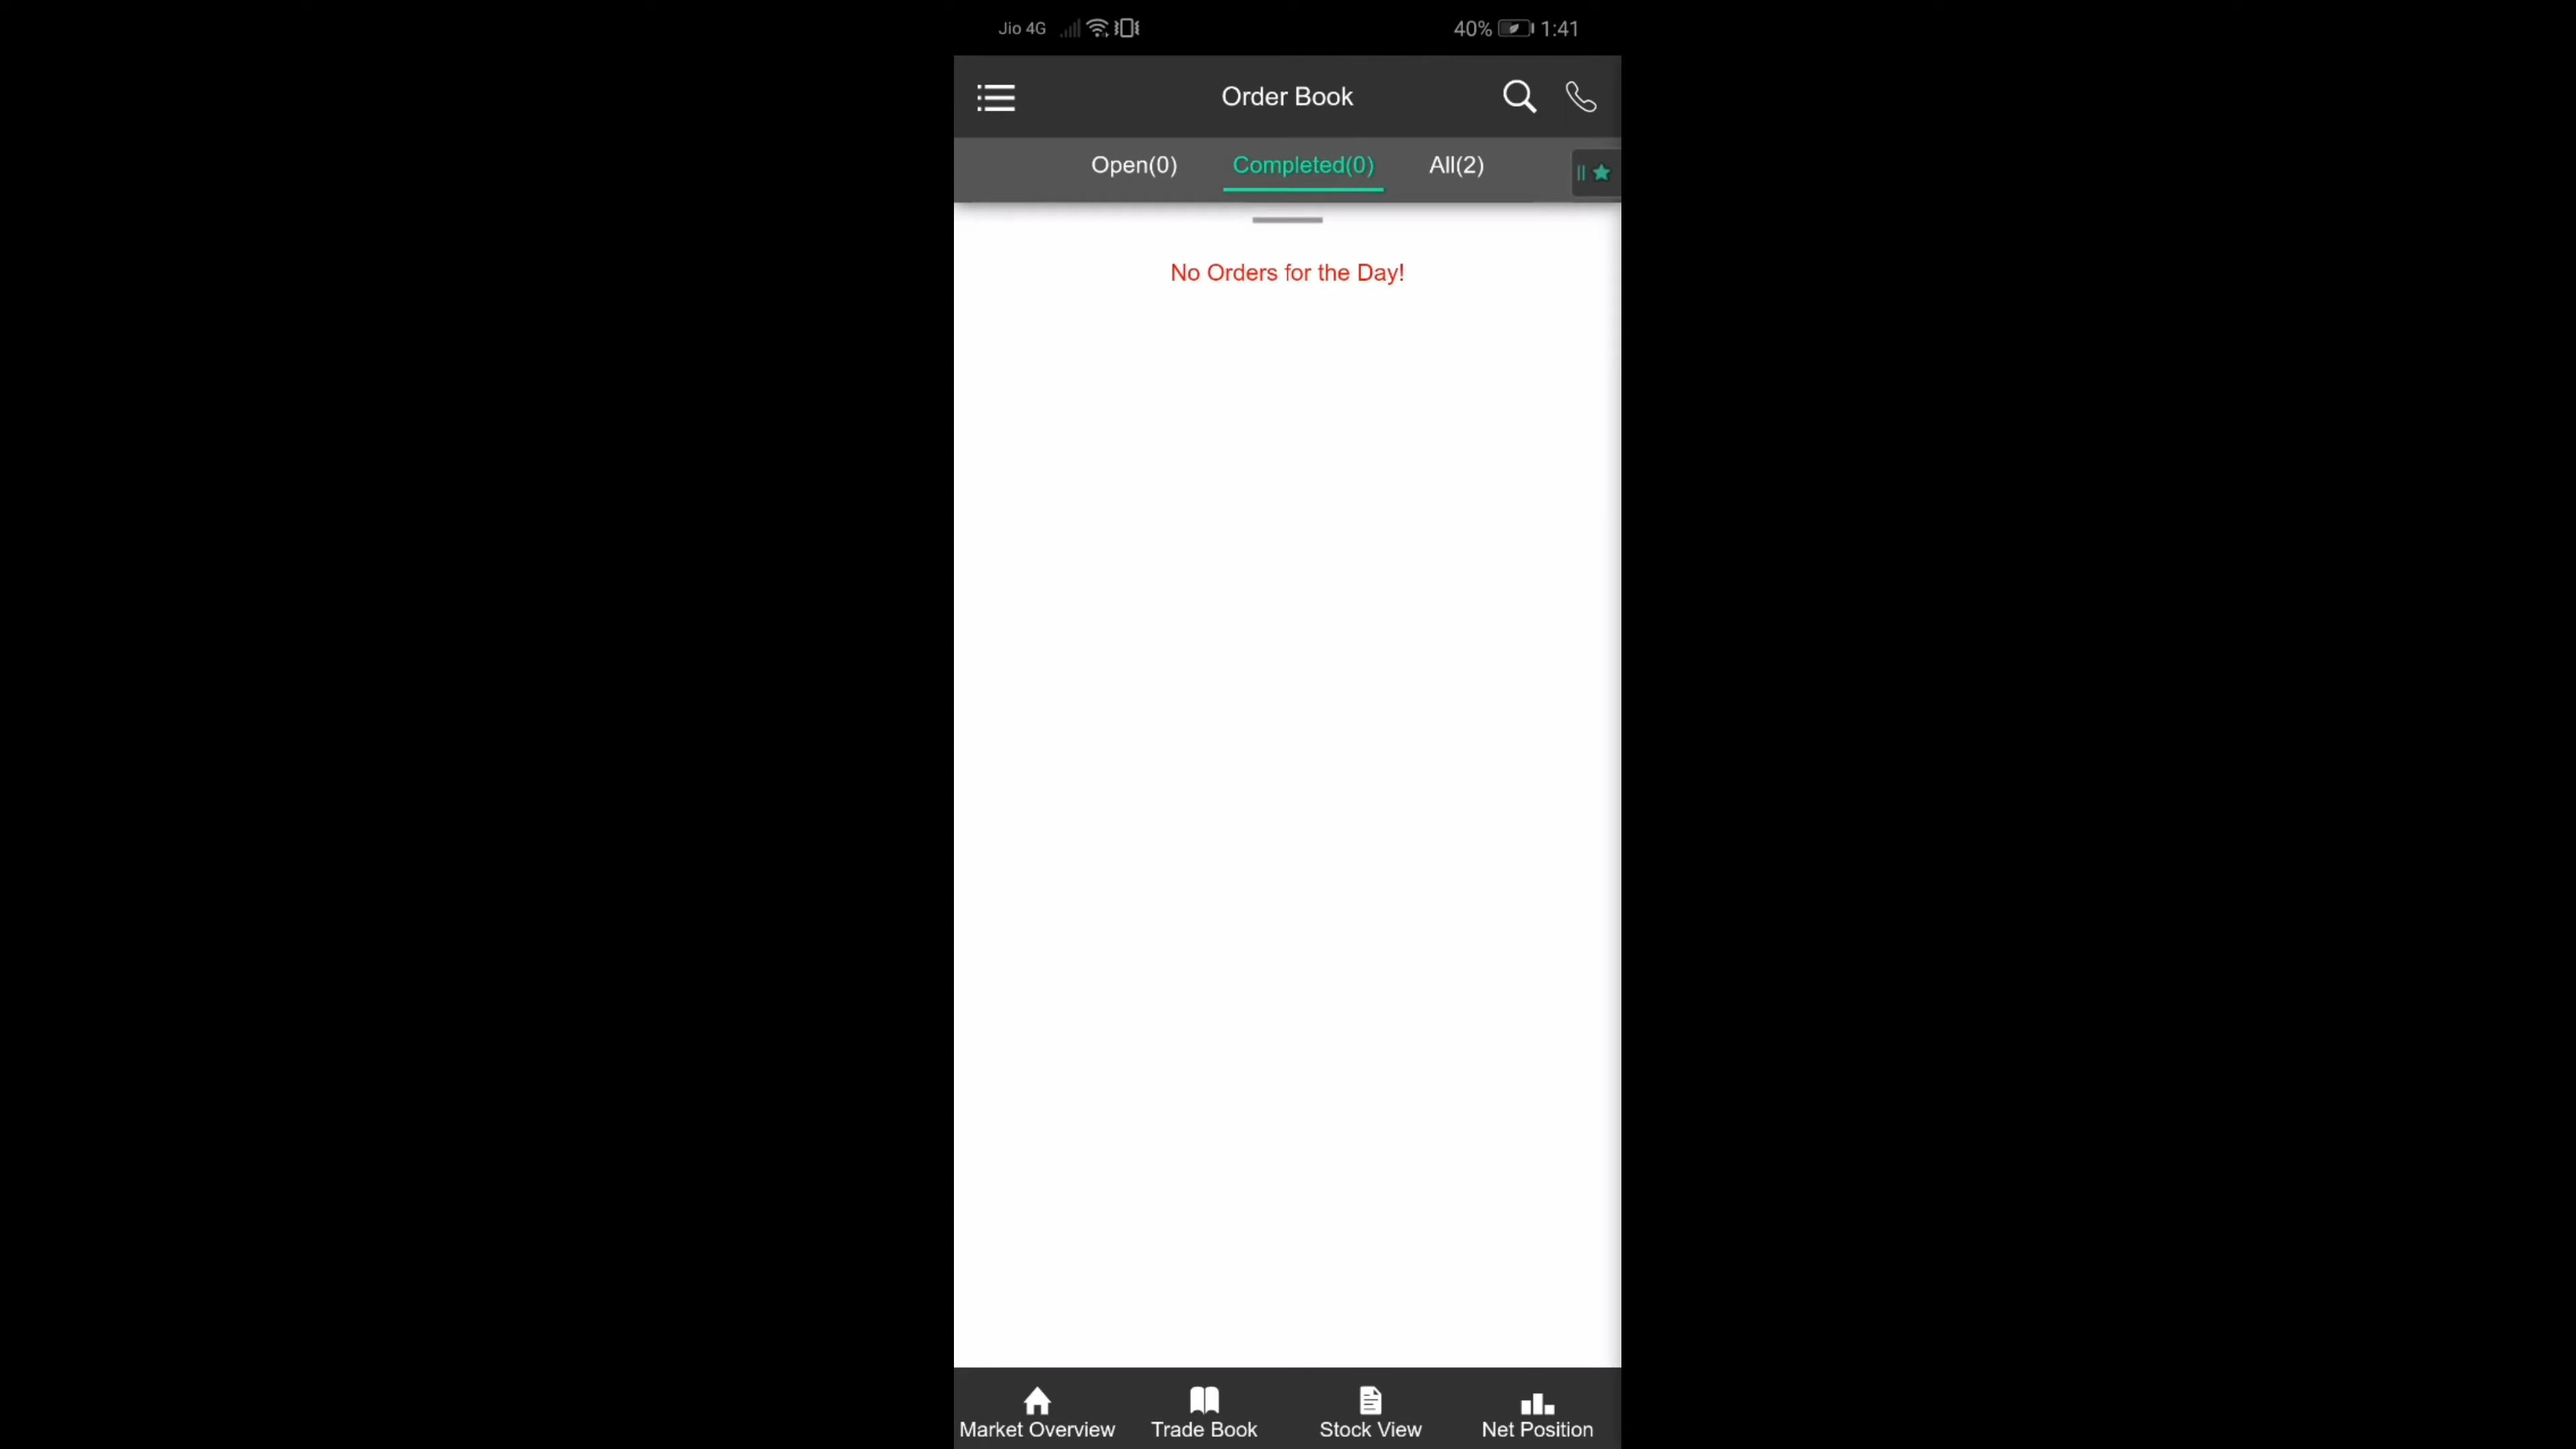 Jio 4G 40% 1:41
Order Book
Open(0) Completed(0) All(2)
No Orders for the Day!
Market Overview Trade Book Stock View Net Position